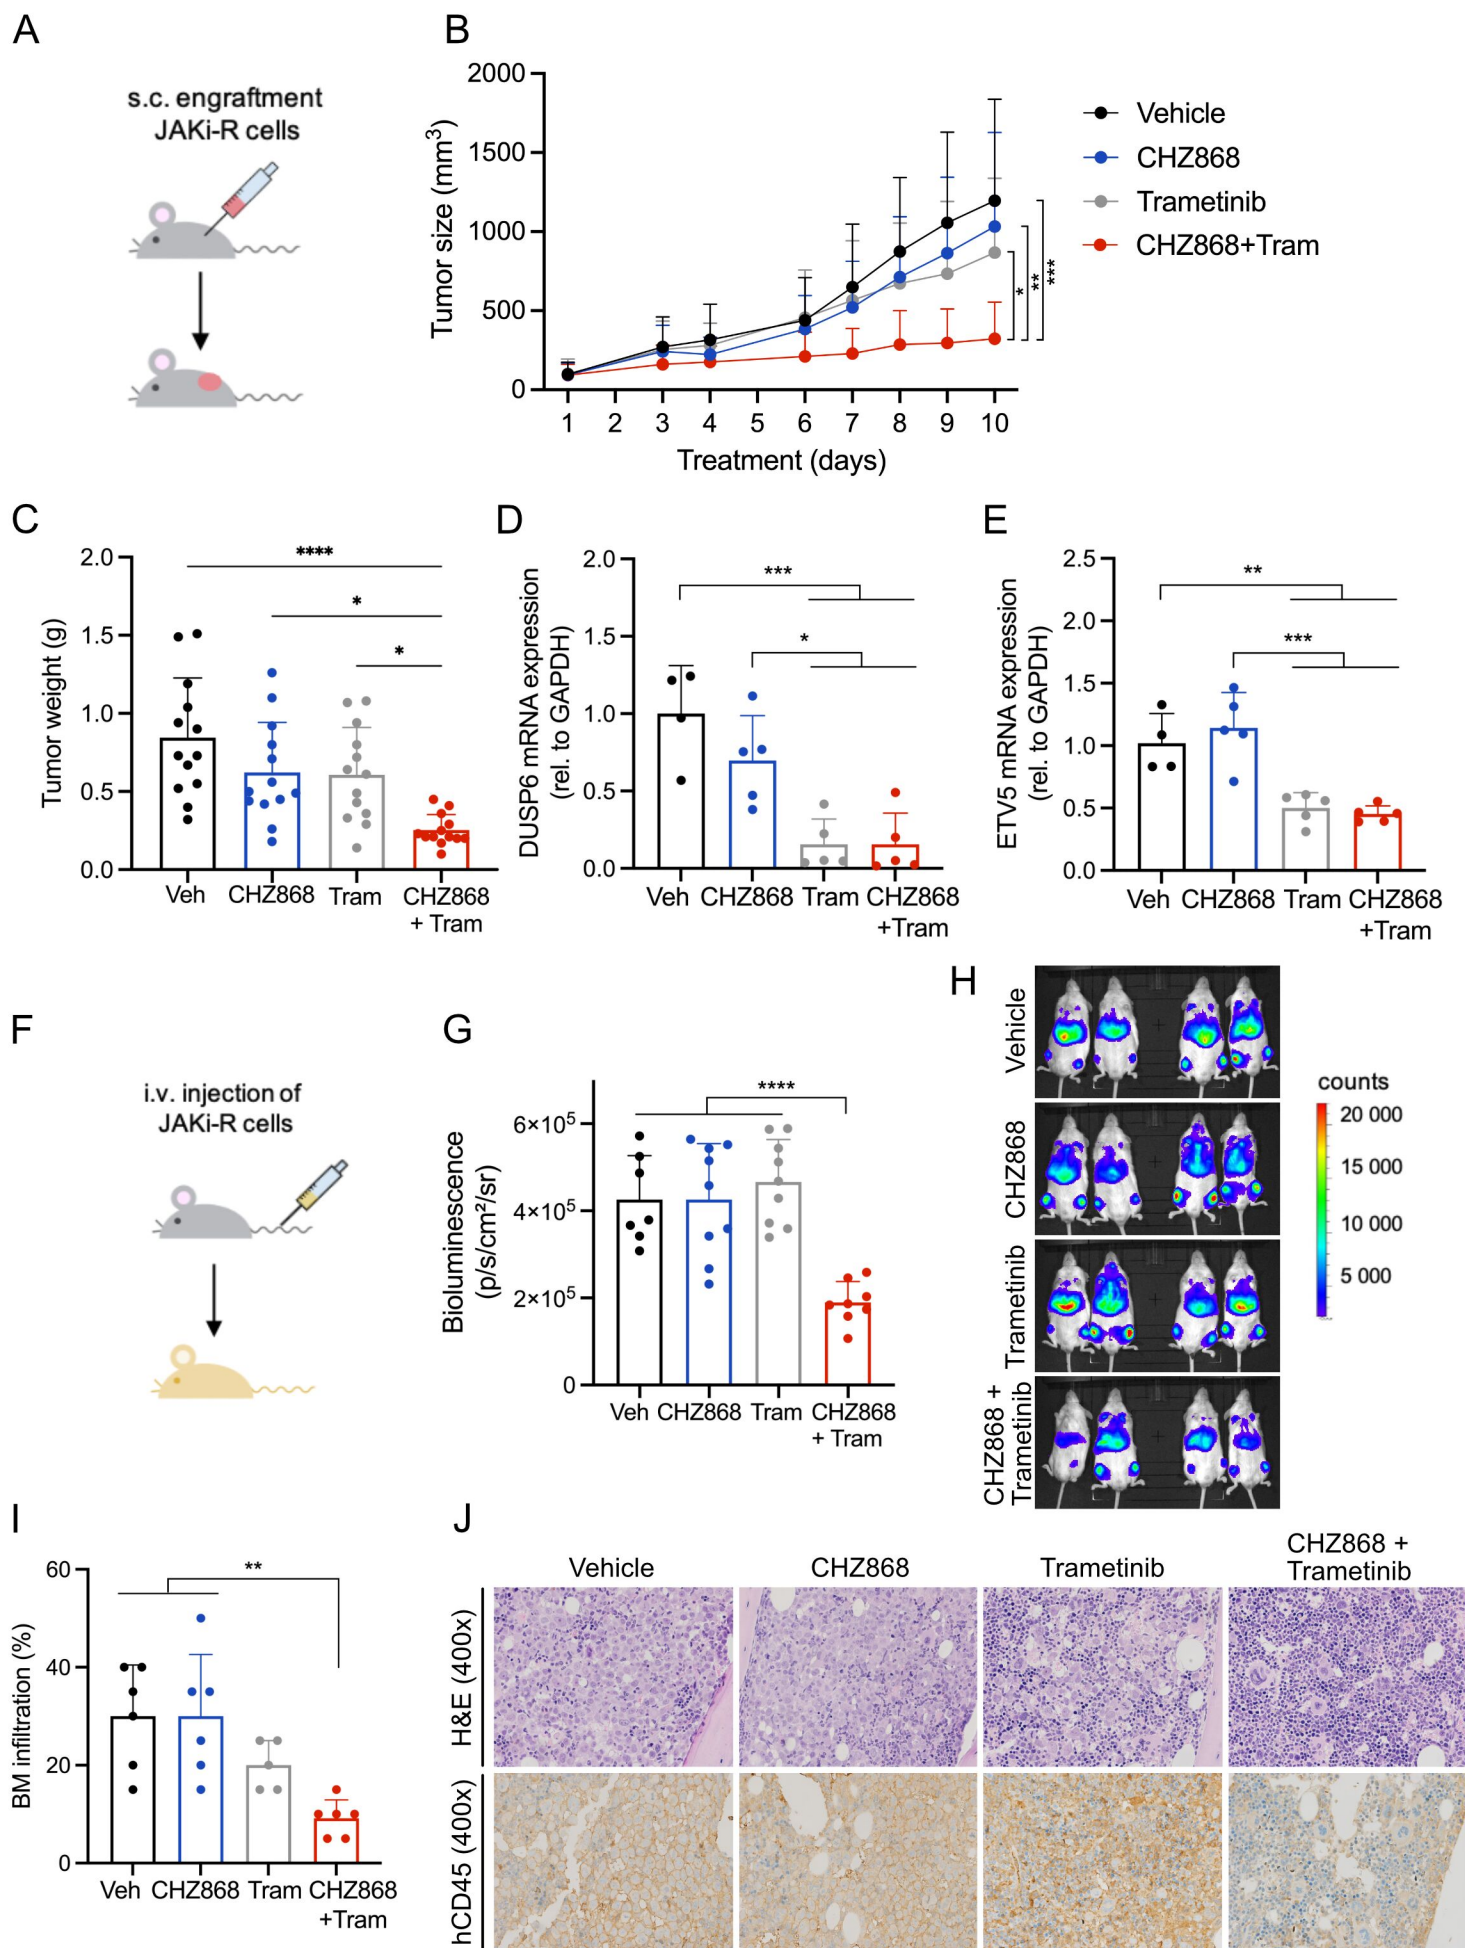 A
s.c. engraftment
JAKi-R cells
B
Tumor size (mm³)
2000
1500
1000
500
0
1 2 3 4 5 6 7 8 9 10
Treatment (days)
Vehicle
CHZ868
Trametinib
CHZ868+Tram
*
**
***
C
Tumor weight (g)
2.0
1.5
1.0
0.5
0.0
****
*
*
Veh CHZ868 Tram CHZ868
+ Tram
D
DUSP6 mRNA expression
(rel. to GAPDH)
2.0
1.5
1.0
0.5
0.0
***
*
Veh CHZ868 Tram CHZ868
+Tram
E
ETV5 mRNA expression
(rel. to GAPDH)
2.5
2.0
1.5
1.0
0.5
0.0
**
***
Veh CHZ868 Tram CHZ868
+Tram
F
i.v. injection of
JAKi-R cells
G
Bioluminescence
(p/s/cm²/sr)
6×10⁵
4×10⁵
2×10⁵
0
****
Veh CHZ868 Tram CHZ868
+ Tram
H
Vehicle
CHZ868
Trametinib
CHZ868 +
Trametinib
counts
20 000
15 000
10 000
5 000
I
BM infiltration (%)
60
40
20
0
**
Veh CHZ868 Tram CHZ868
+Tram
J
Vehicle CHZ868 Trametinib CHZ868 +
Trametinib
H&E (400x)
hCD45 (400x)